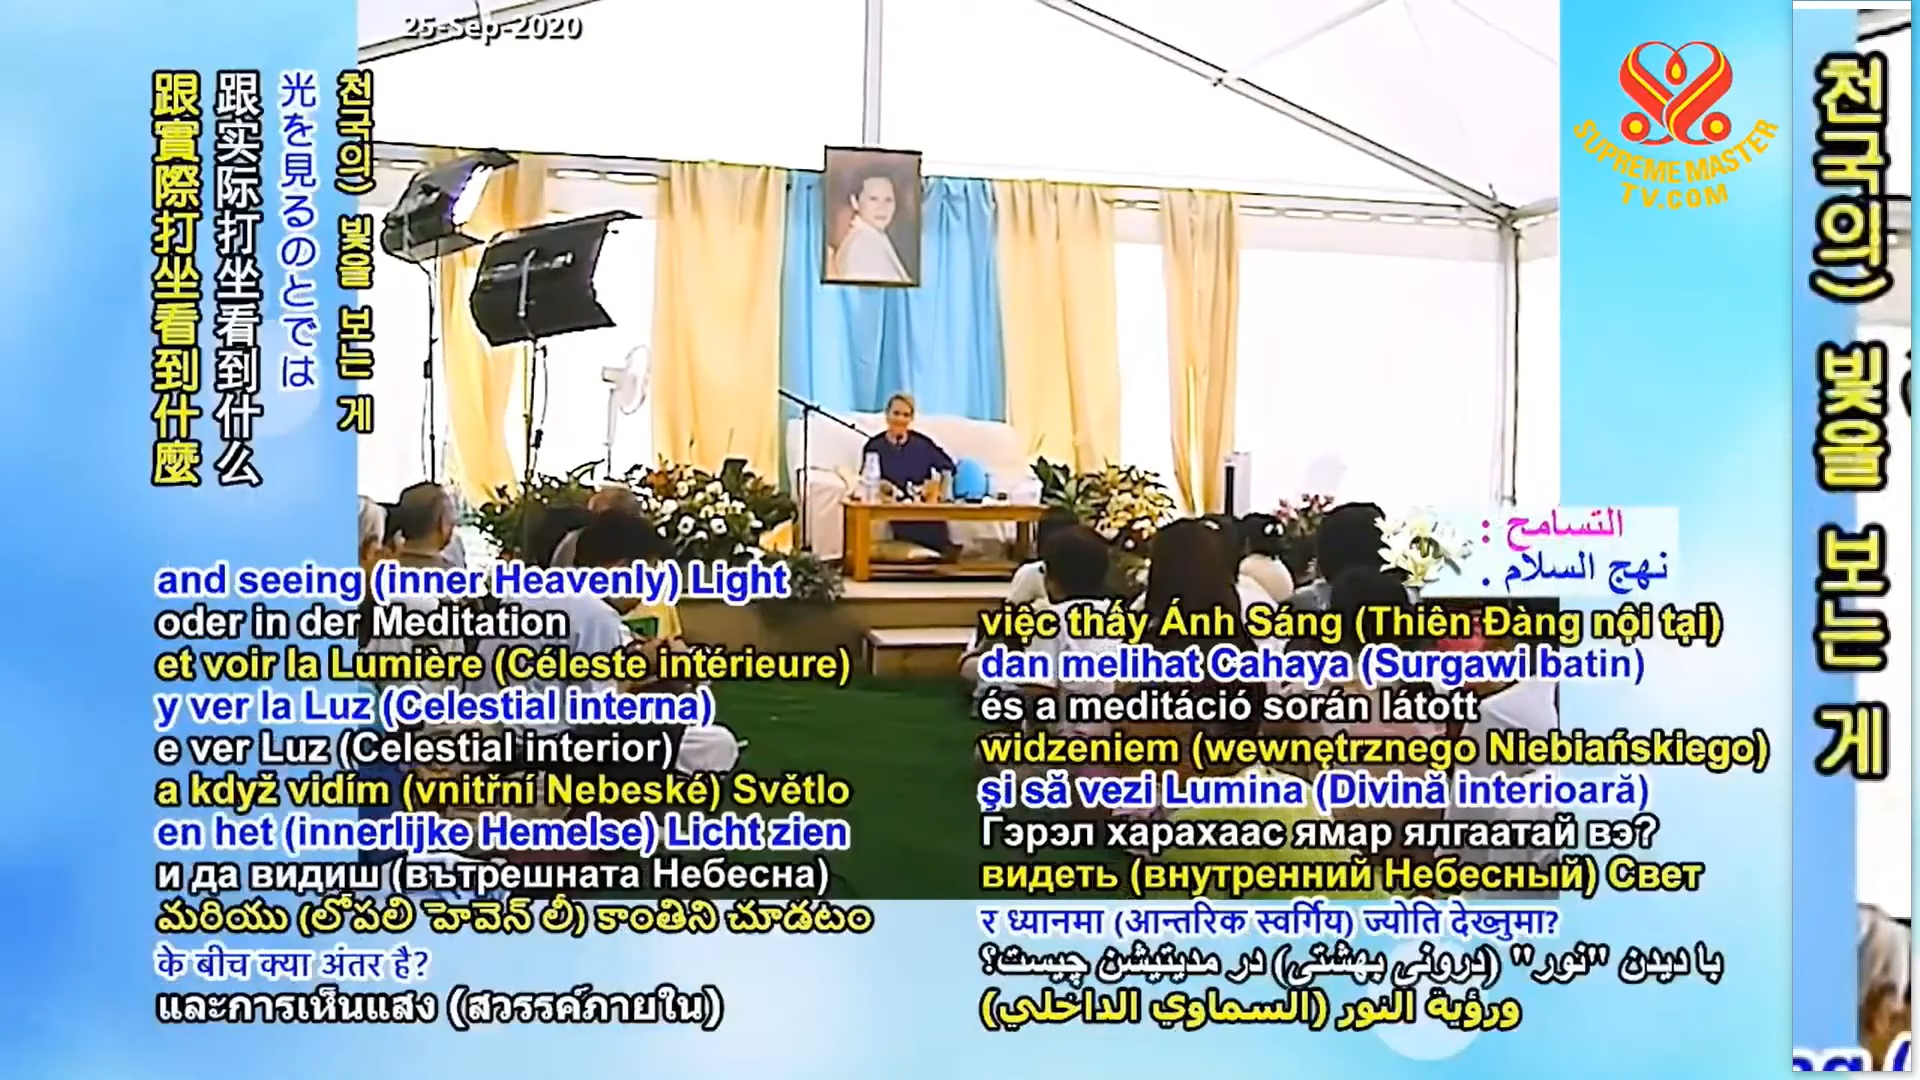 25-Sep-2020
SUPREME MASTER
TV.COM
천국의) 빛을 보는 게
光を見るのとでは
跟实际打坐看到什么
跟實際打坐看到什麼
التسامح :
نهج السلام .
and seeing (inner Heavenly) Light
oder in der Meditation
et voir la Lumière (Céleste intérieure)
y ver la Luz (Celestial interna)
e ver Luz (Celestial interior)
a když vidím (vnitřní Nebeské) Světlo
en het (innerlijke Hemelse) Licht zien
и да видиш (вътрешната Небесна)
మరియు (లోపలి హెవెన్ లీ) కాంతిని చూడటం
के बीच क्या अंतर है?
และการเห็นแสง (สวรรค์ภายใน)
việc thấy Ánh Sáng (Thiên Đàng nội tại)
dan melihat Cahaya (Surgawi batin)
és a meditáció során látott
widzeniem (wewnętrznego Niebiańskiego)
şi să vezi Lumina (Divină interioară)
Гэрэл харахаас ямар ялгаатай вэ?
видеть (внутренний Небесный) Свет
र ध्यानमा (आन्तरिक स्वर्गिय) ज्योति देख्नुमा?
با دیدن "نور" (درونی بهشتی) در مدیتیشن چیست؟
ورؤية النور (السماوي الداخلي)
천국의) 빛을 보는 게